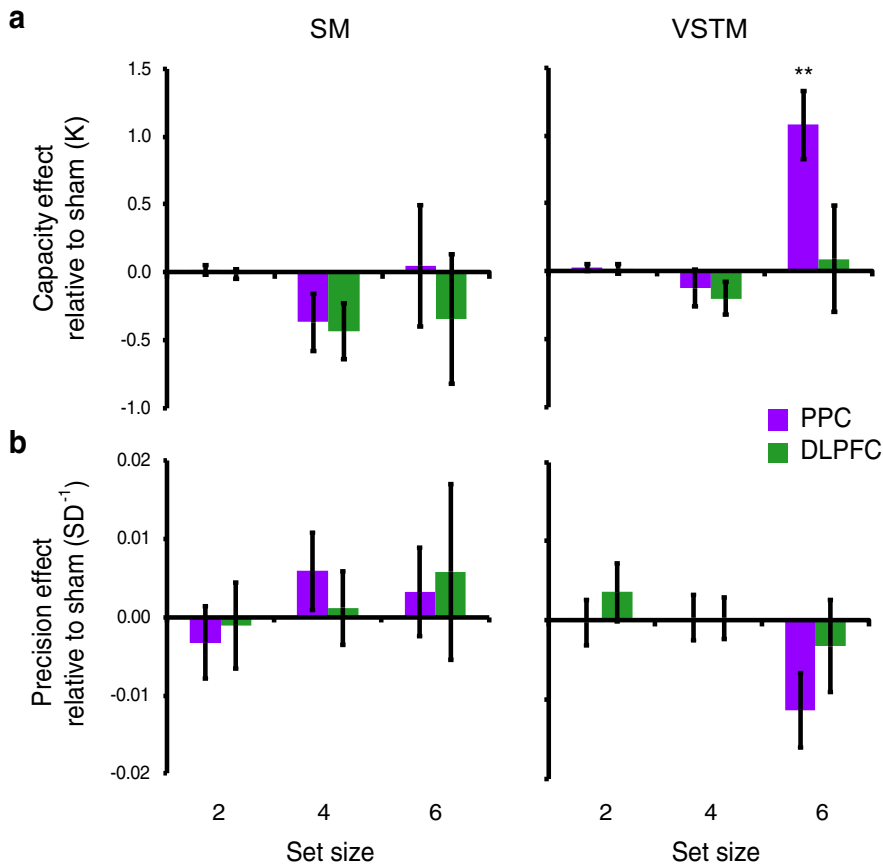 a
SM
VSTM
Capacity effect
relative to sham (K)
1.5
1.0
0.5
0.0
-0.5
-1.0
**
PPC
DLPFC
b
Precision effect
relative to sham (SD⁻¹)
0.02
0.01
0.00
-0.01
-0.02
2 4 6
Set size
2 4 6
Set size